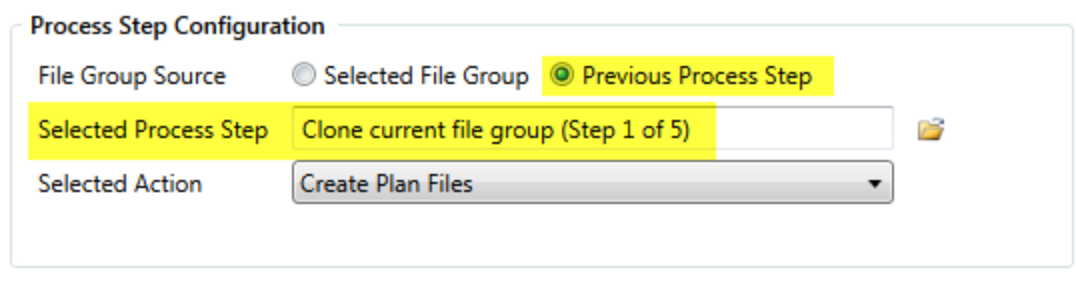 Process Step Configuration
File Group Source Selected File Group Previous Process Step
Selected Process Step Clone current file group (Step 1 of 5)
Selected Action Create Plan Files